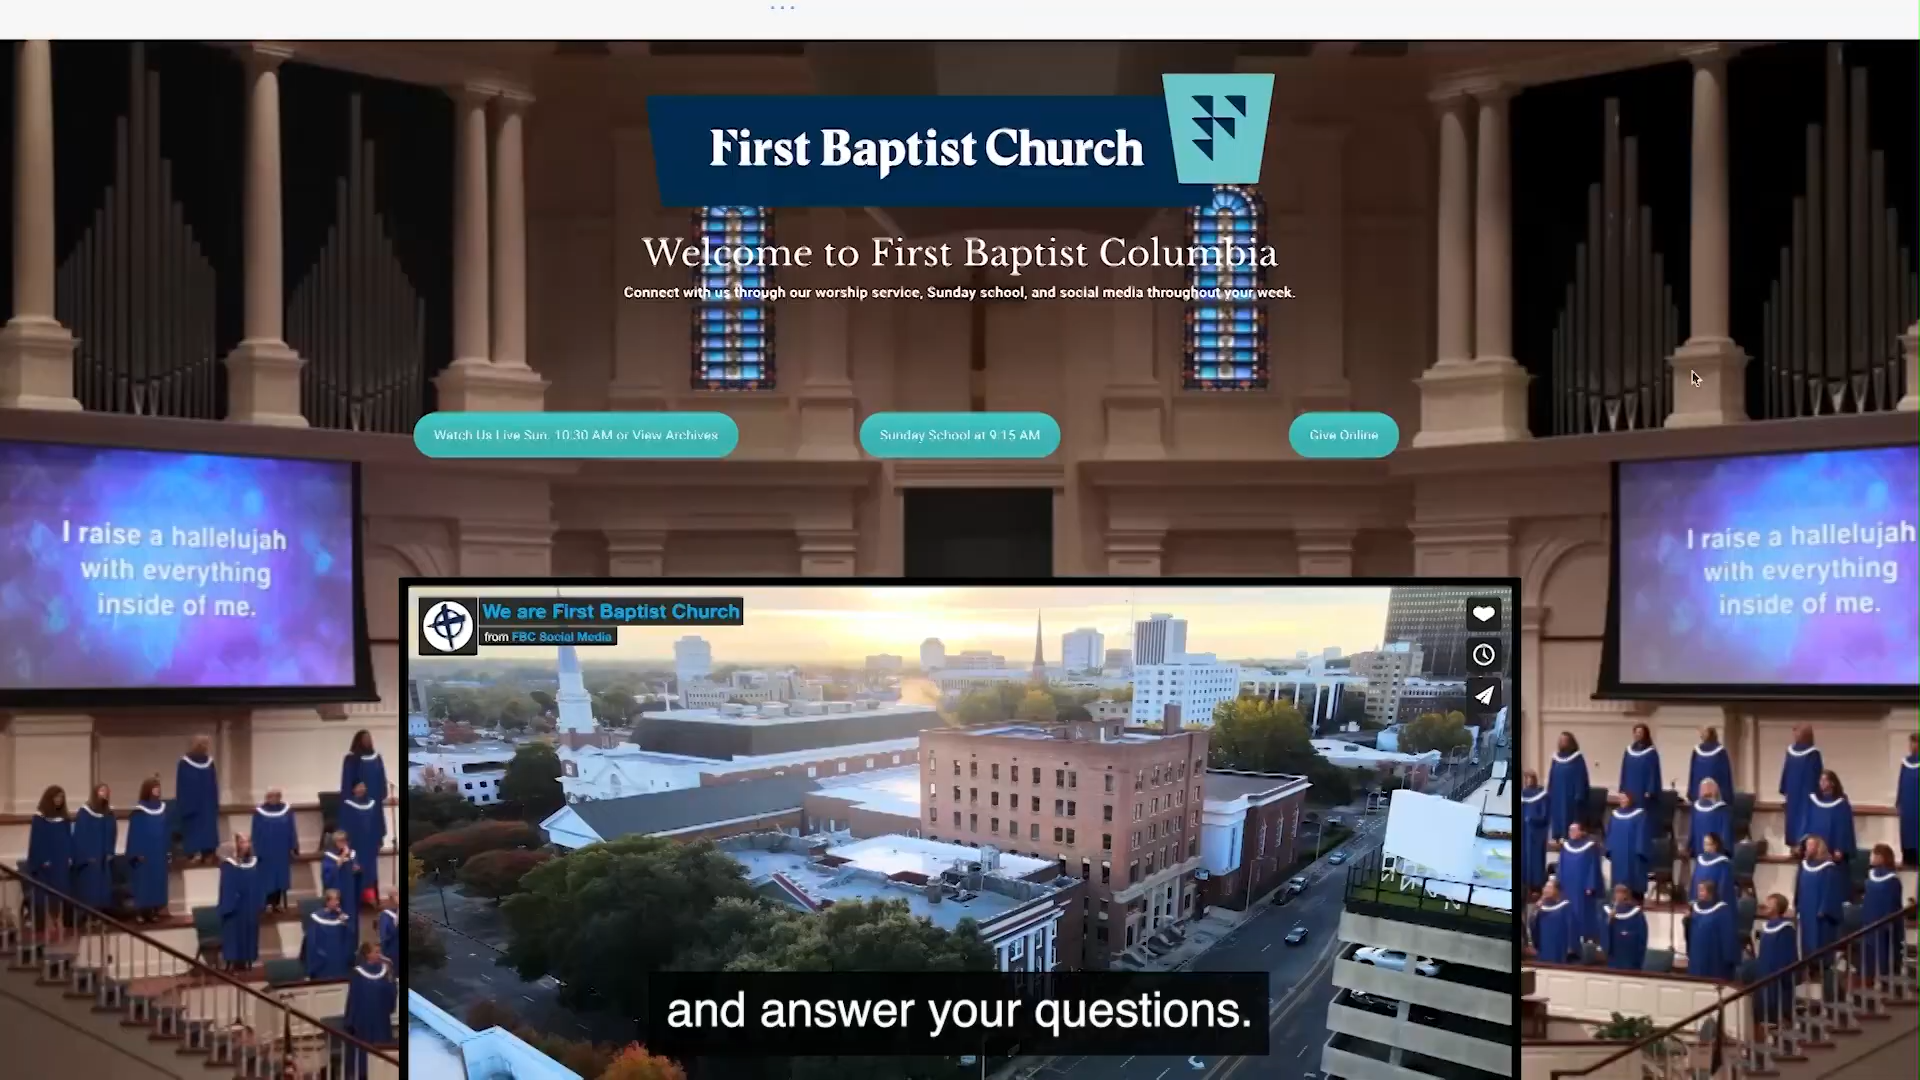 First Baptist Church
Welcome to First Baptist Columbia
Connect with us through our worship service, Sunday school, and social media throughout your week.
Watch Us Live Sun. 10:30 AM or View Archives
Sunday School at 9:15 AM
Give Online
I raise a hallelujah
with everything
inside of me.
I raise a hallelujah
with everything
inside of me.
We are First Baptist Church
from FBC Social Media
and answer your questions.